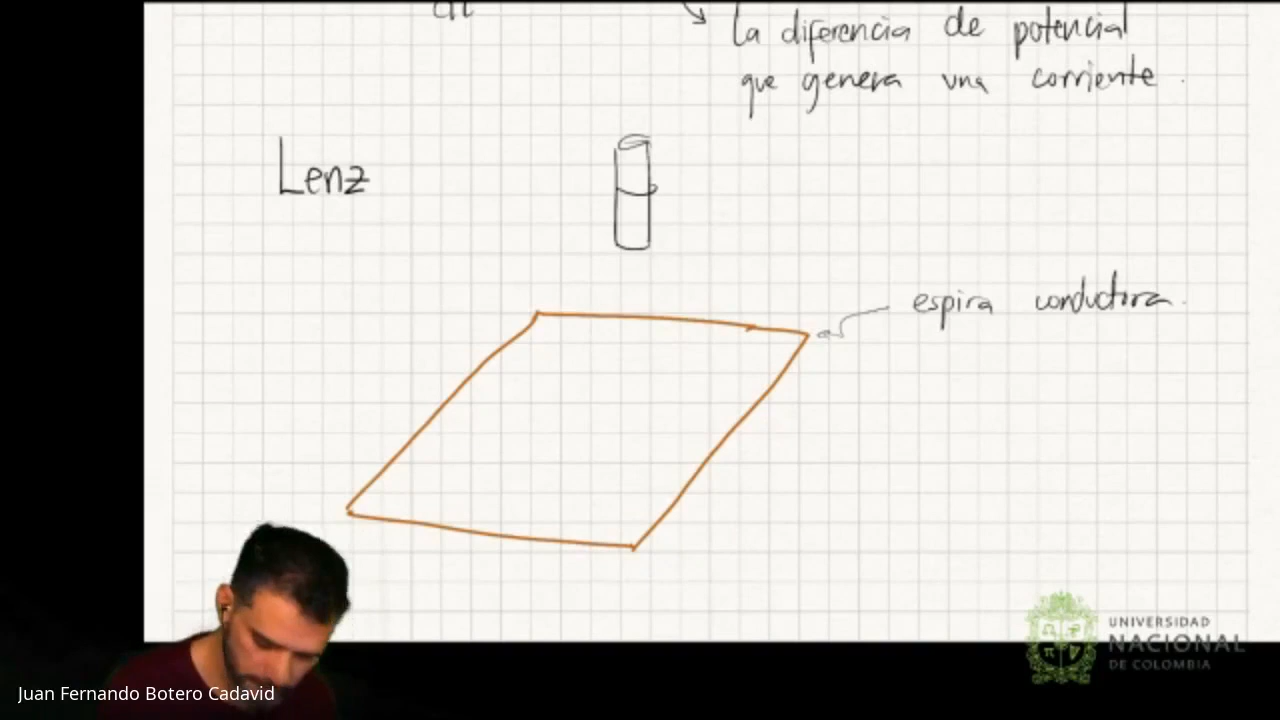 la diferencia de potencial
que genera una corriente.
Lenz
espira conductora.
UNIVERSIDAD
NACIONAL
DE COLOMBIA
Juan Fernando Botero Cadavid